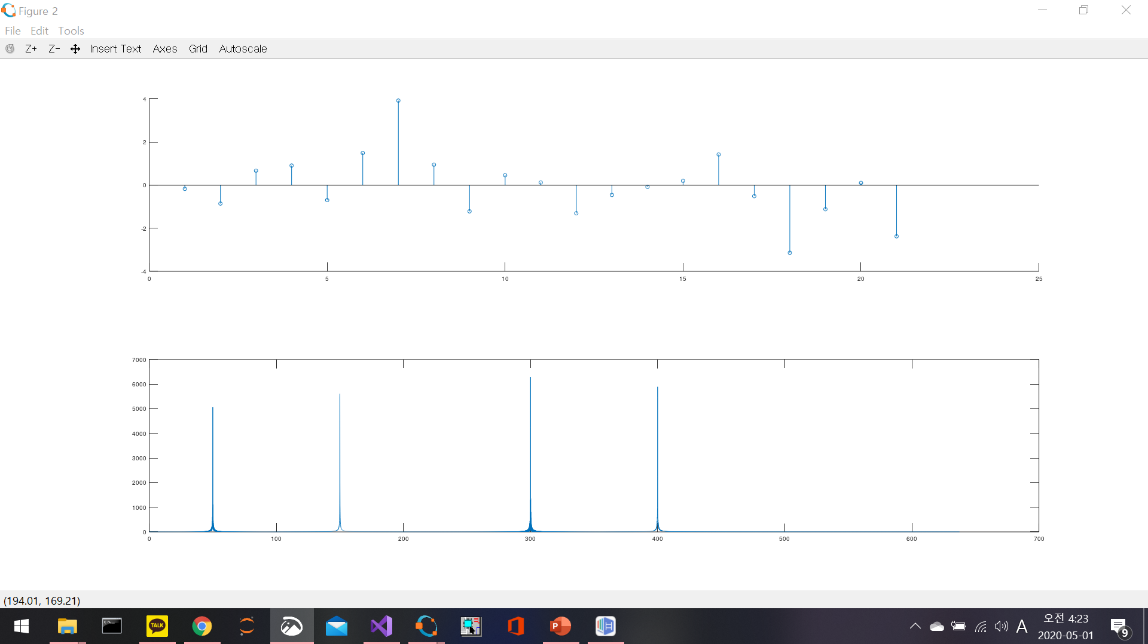 Figure 2
File Edit Tools
Z+ Z- Insert Text Axes Grid Autoscale
4
2
0
-2
-4
0 5 10 15 20 25
7000
6000
5000
4000
3000
2000
1000
0
0 100 200 300 400 500 600 700
(194.01, 169.21)
TALK
A
오전 4:23
2020-05-01
9